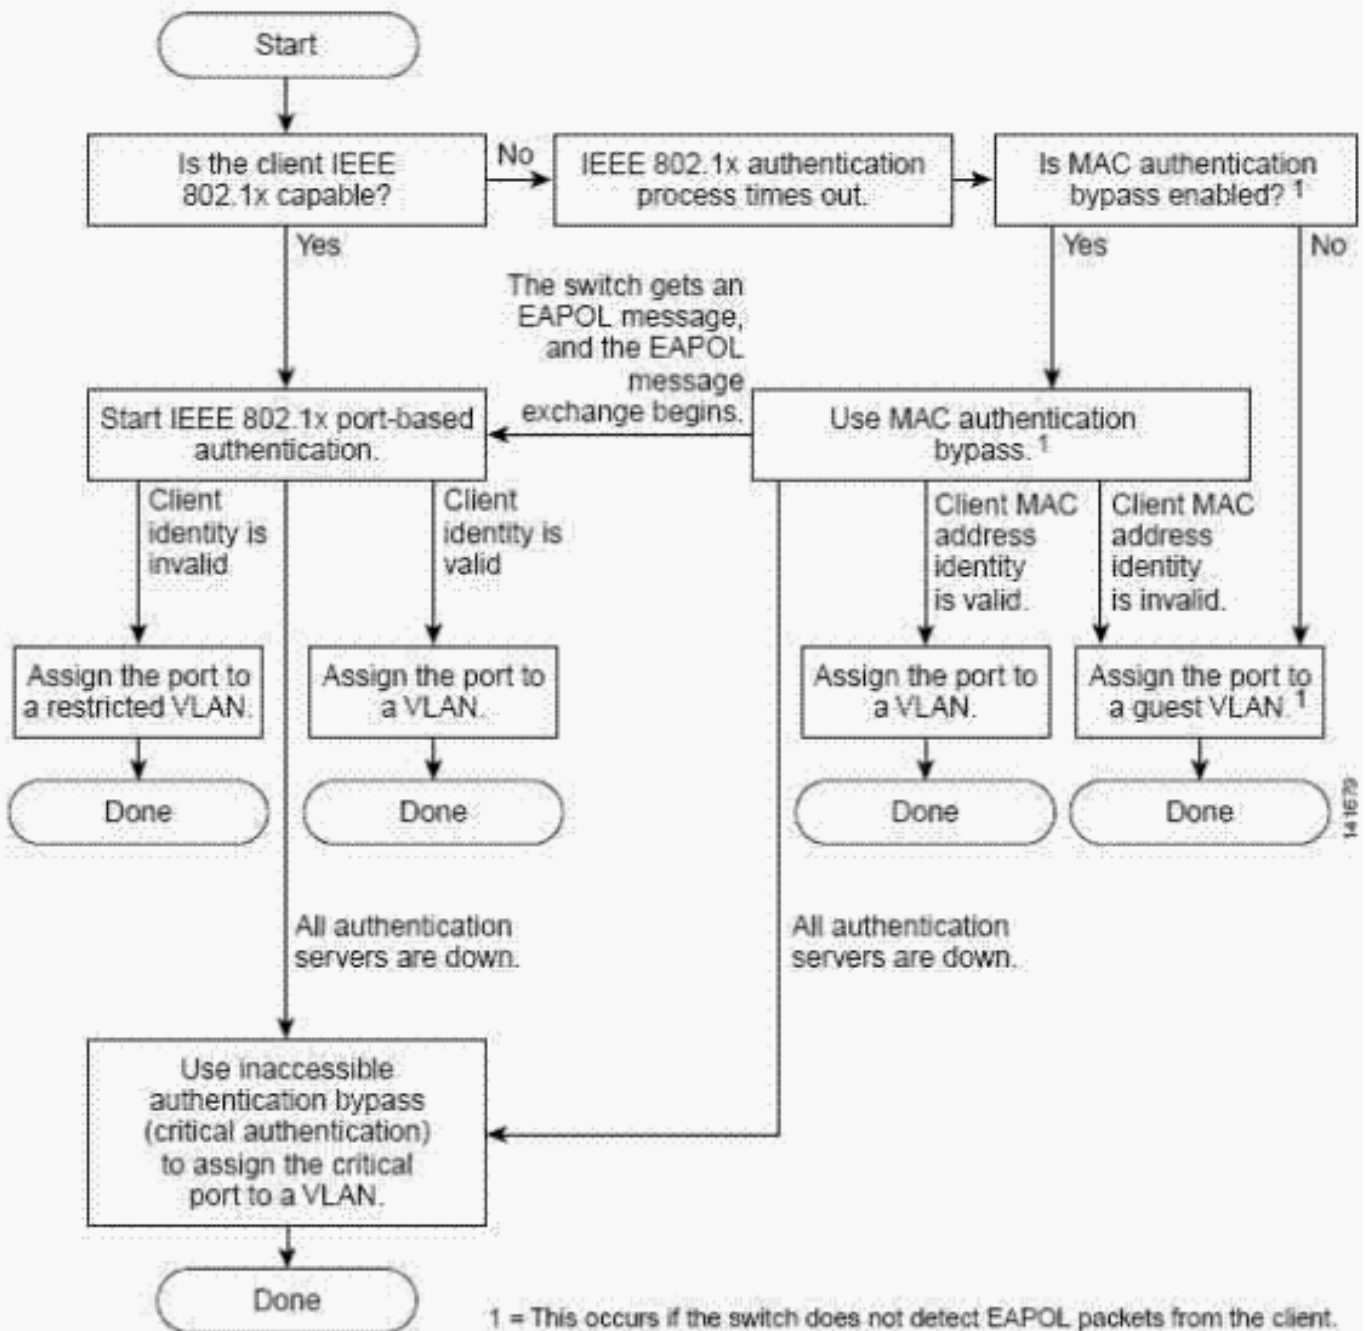 Start
Is the client IEEE
802.1x capable?
No
IEEE 802.1x authentication
process times out.
Is MAC authentication
bypass enabled? 1
Yes
Yes
No
The switch gets an
EAPOL message,
and the EAPOL
message
exchange begins.
Start IEEE 802.1x port-based
authentication.
Use MAC authentication
bypass. 1
Client
identity is
invalid
Client
identity is
valid
Client MAC
address
identity
is valid.
Client MAC
address
identity
is invalid.
Assign the port to
a restricted VLAN.
Assign the port to
a VLAN.
Assign the port to
a VLAN.
Assign the port to
a guest VLAN. 1
Done
Done
Done
Done
141679
All authentication
servers are down.
All authentication
servers are down.
Use inaccessible
authentication bypass
(critical authentication)
to assign the critical
port to a VLAN.
Done
1 = This occurs if the switch does not detect EAPOL packets from the client.